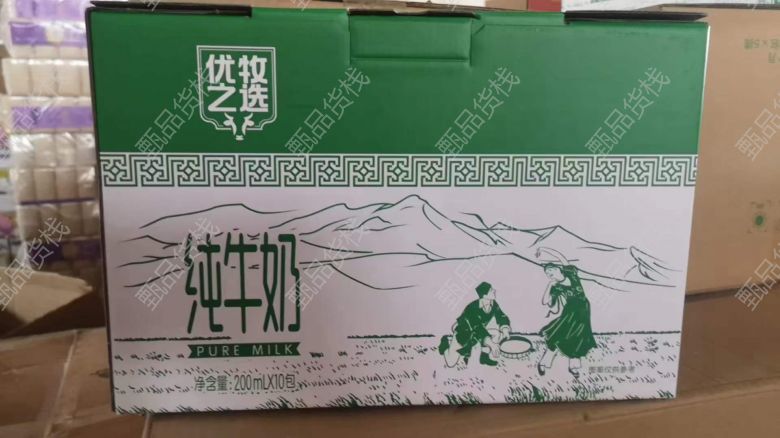 优牧
之选
纯牛奶
PURE MILK
净含量: 200mLX10包
图案仅供参考
甄品货栈